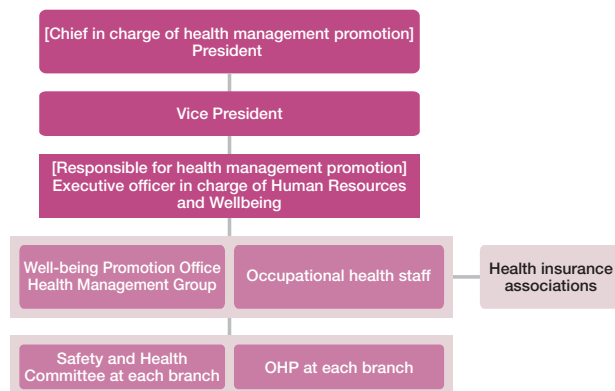 [Chief in charge of health management promotion]
President
Vice President
[Responsible for health management promotion]
Executive officer in charge of Human Resources
and Wellbeing
Well-being Promotion Office
Health Management Group
Occupational health staff
Health insurance
associations
Safety and Health
Committee at each branch
OHP at each branch